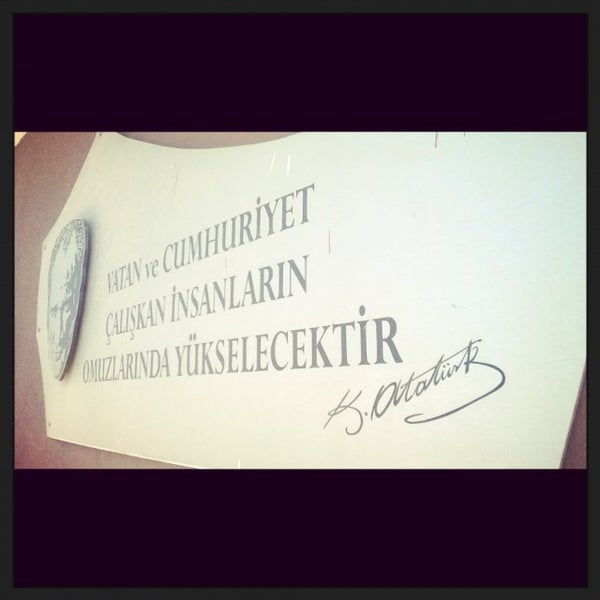 VATAN ve CUMHURİYET
ÇALIŞKAN İNSANLARIN
OMUZLARINDA YÜKSELECEKTİR
K. Atatürk